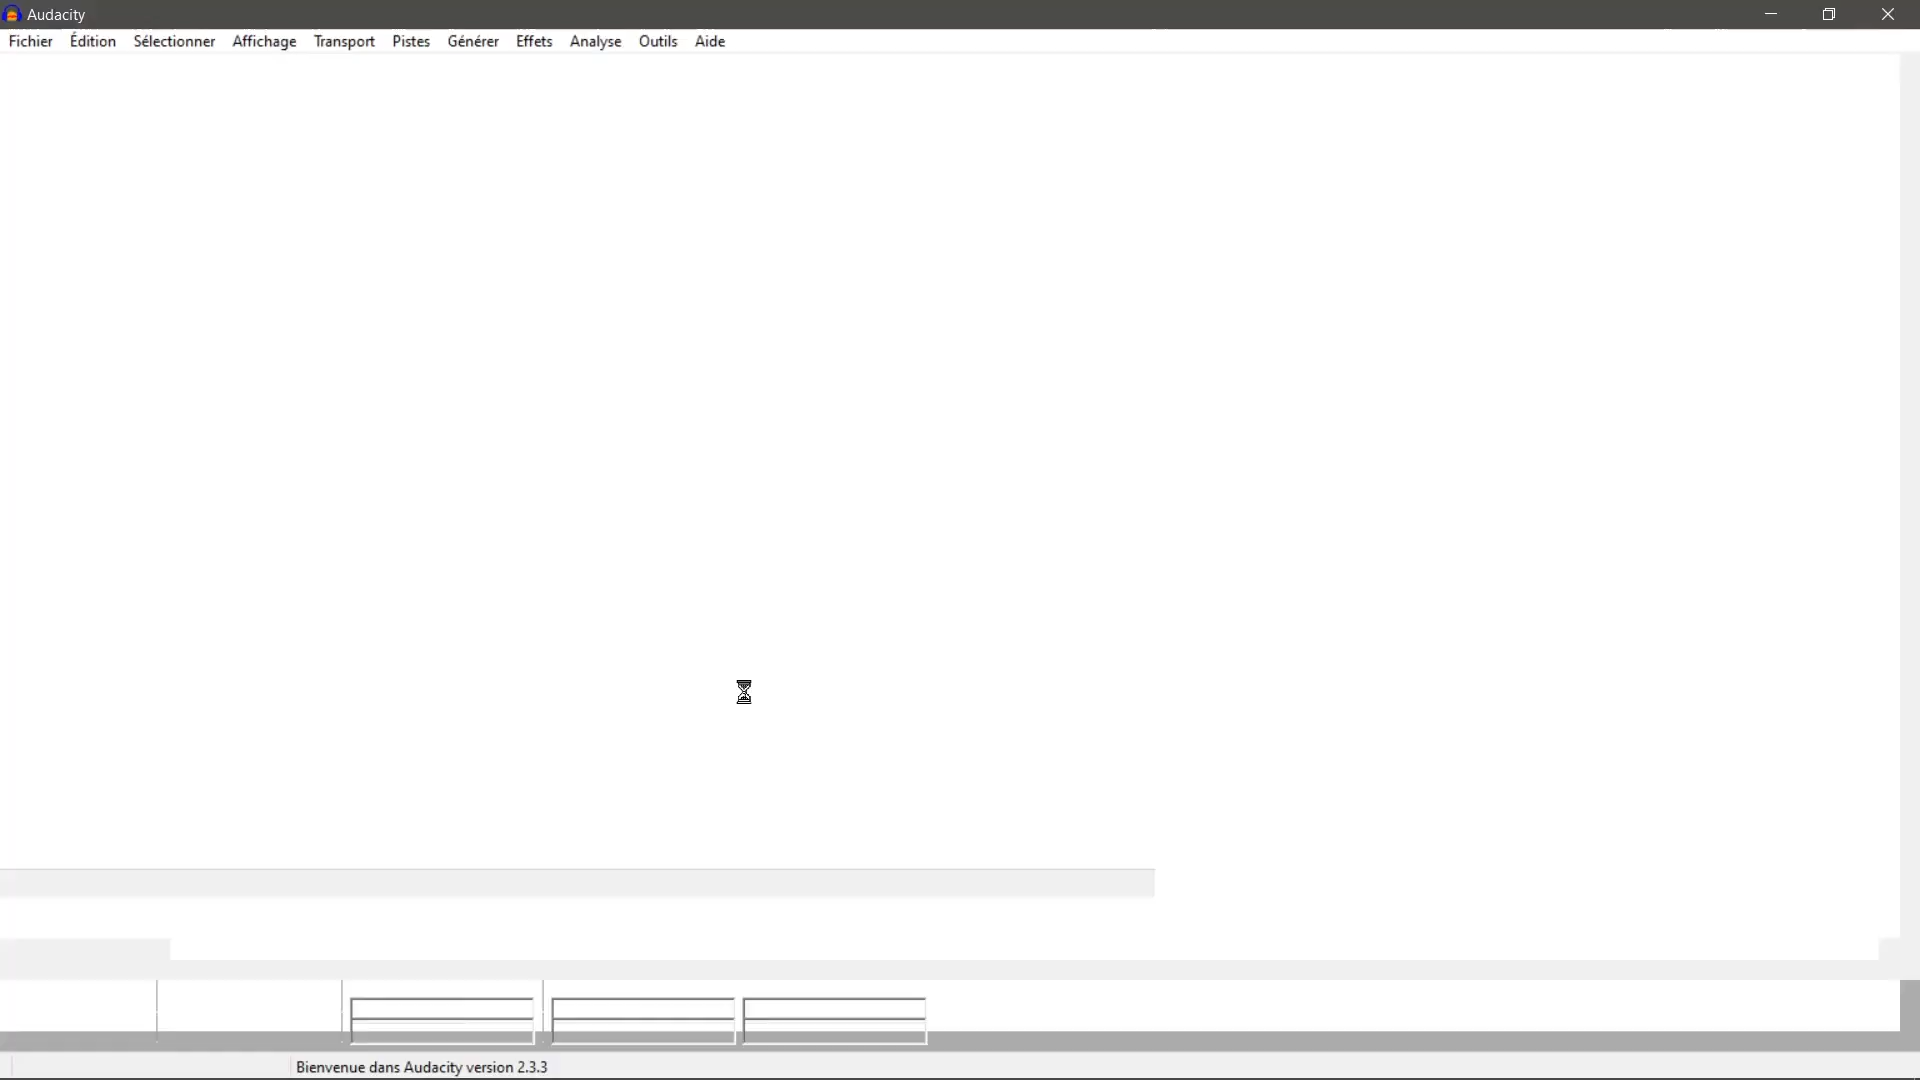 Audacity
Fichier Édition Sélectionner Affichage Transport Pistes Générer Effets Analyse Outils Aide
Bienvenue dans Audacity version 2.3.3